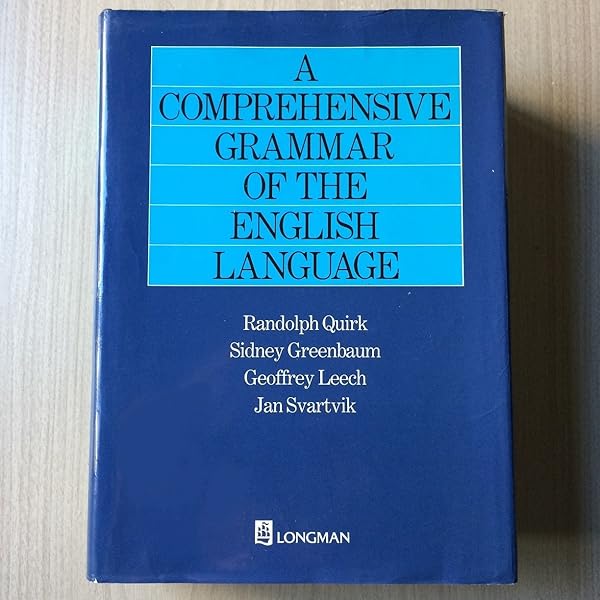 A
COMPREHENSIVE
GRAMMAR
OF THE
ENGLISH
LANGUAGE
Randolph Quirk
Sidney Greenbaum
Geoffrey Leech
Jan Svartvik
LONGMAN